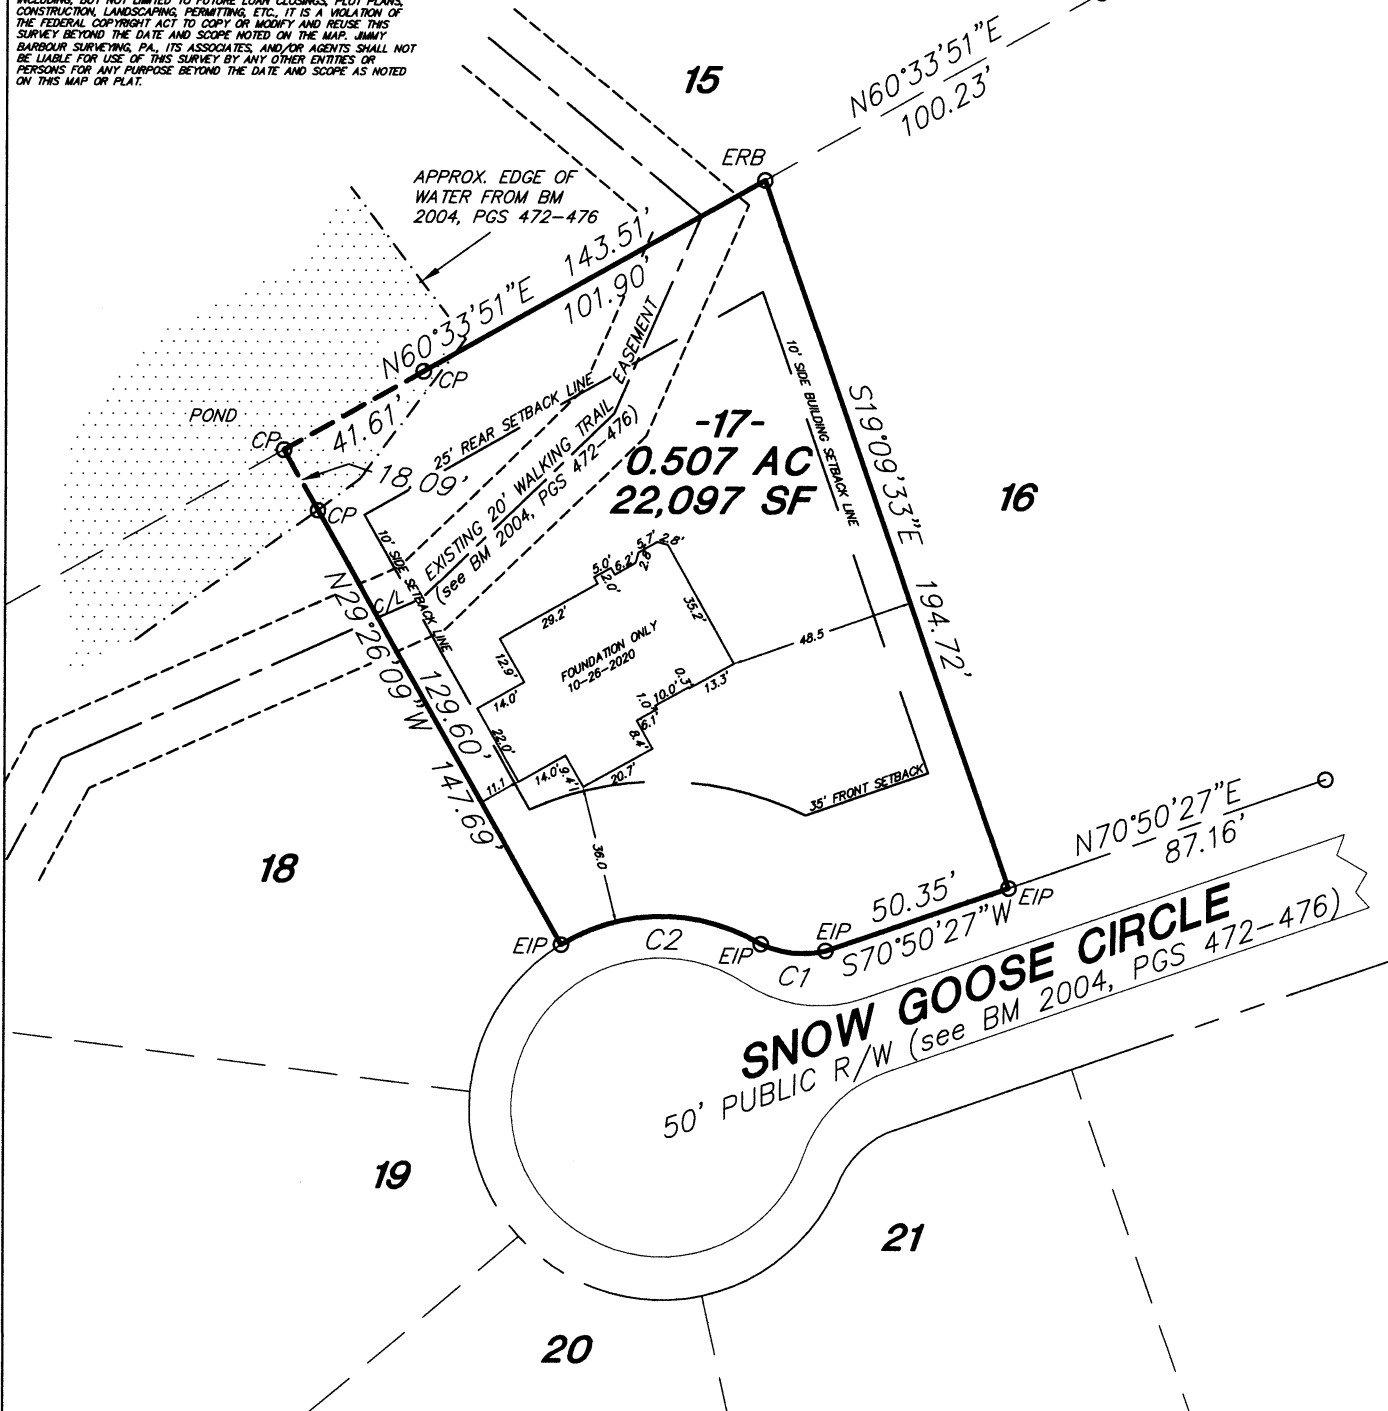 INCLUDING, BUT NOT LIMITED TO FUTURE LOAN CLOSINGS, PLOT PLANS,
CONSTRUCTION, LANDSCAPING, PERMITTING, ETC., IT IS A VIOLATION OF
THE FEDERAL COPYRIGHT ACT TO COPY OR MODIFY AND REUSE THIS
SURVEY BEYOND THE DATE AND SCOPE NOTED ON THE MAP. JIMMY
BARBOUR SURVEYING, PA., ITS ASSOCIATES, AND/OR AGENTS SHALL NOT
BE LIABLE FOR USE OF THIS SURVEY BY ANY OTHER ENTITIES OR
PERSONS FOR ANY PURPOSE BEYOND THE DATE AND SCOPE AS NOTED
ON THIS MAP OR PLAT.
15
N60°33'51"E
100.23'
ERB
APPROX. EDGE OF
WATER FROM BM
2004, PGS 472-476
143.51'
N60°33'51"E
101.90'
CP
41.61'
POND
CP
18.09'
CP
25' REAR SETBACK LINE
EXISTING 20' WALKING TRAIL EASEMENT
(see BM 2004, PGS 472-476)
-17-
0.507 AC
22,097 SF
10' SIDE BUILDING SETBACK LINE
S19°09'33"E 194.72'
16
10' SIDE SETBACK LINE
C/L
N29°26'09"W 147.69'
129.60'
5.0'
2.0'
6.2'
5.7'
2.6'
2.8'
29.2'
35.2'
FOUNDATION ONLY
10-26-2020
48.5
12.9'
14.0'
22.0'
11.1
14.0'
9.4'
20.7'
8.4'
6.1'
1.0'
10.0'
0.3'
13.3'
35' FRONT SETBACK
36.0
18
N70°50'27"E
87.16'
50.35'
S70°50'27"W
EIP
EIP
EIP
EIP
C2
C1
SNOW GOOSE CIRCLE
50' PUBLIC R/W (see BM 2004, PGS 472-476)
19
21
20